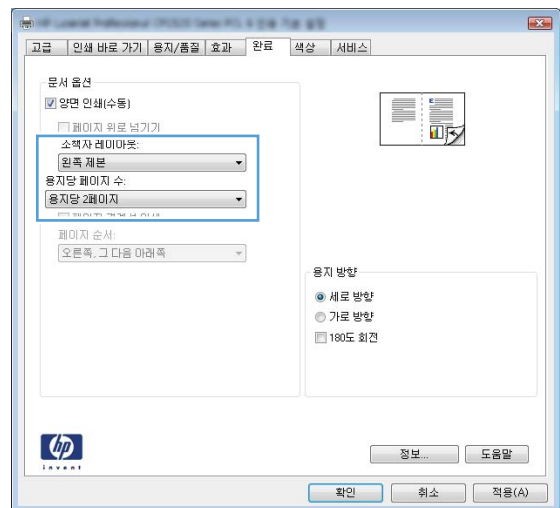 고급 인쇄 바로 가기 용지/품질 효과 완료 색상 서비스
문서 옵션
양면 인쇄(수동)
페이지 위로 넘기기
소책자 레이아웃:
왼쪽 제본
용지당 페이지 수:
용지당 2페이지
페이지 순서:
오른쪽, 그 다음 아래쪽
용지 방향
세로 방향
가로 방향
180도 회전
hp
invent
정보... 도움말
확인 취소 적용(A)